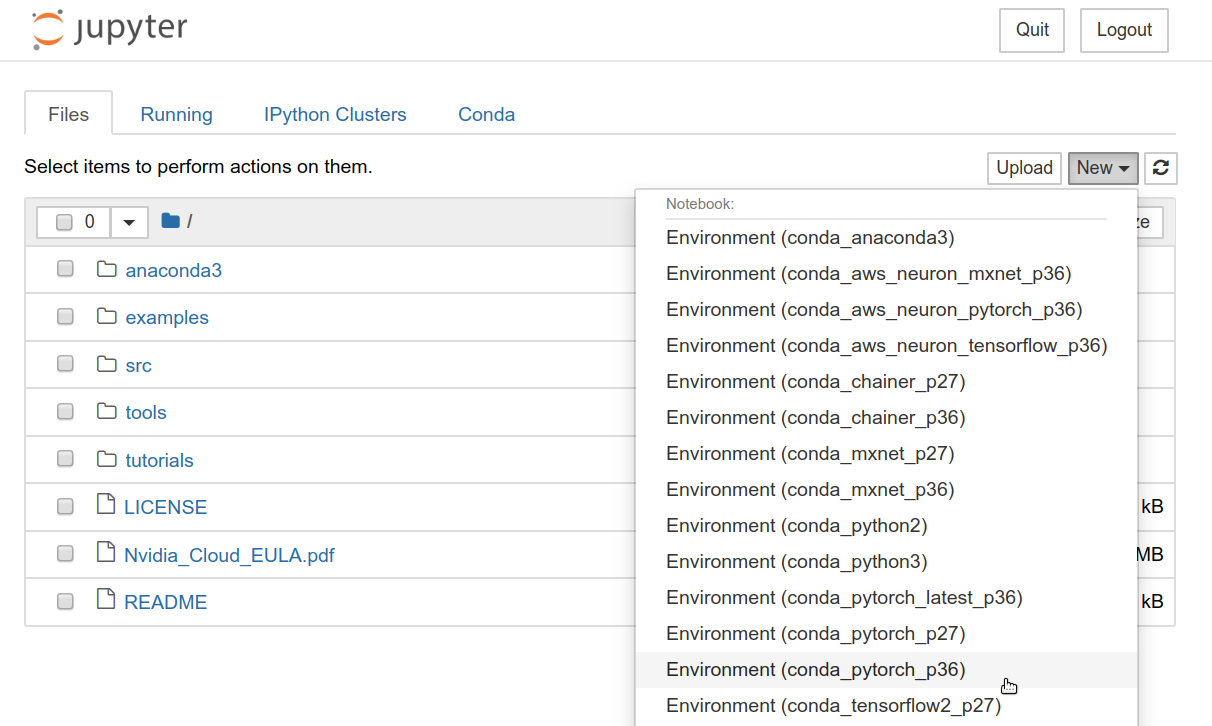 jupyter
Quit
Logout
Files
Running
IPython Clusters
Conda
Select items to perform actions on them.
Upload
New
0
/
ze
anaconda3
examples
src
tools
tutorials
LICENSE
kB
Nvidia_Cloud_EULA.pdf
MB
README
kB
Notebook:
Environment (conda_anaconda3)
Environment (conda_aws_neuron_mxnet_p36)
Environment (conda_aws_neuron_pytorch_p36)
Environment (conda_aws_neuron_tensorflow_p36)
Environment (conda_chainer_p27)
Environment (conda_chainer_p36)
Environment (conda_mxnet_p27)
Environment (conda_mxnet_p36)
Environment (conda_python2)
Environment (conda_python3)
Environment (conda_pytorch_latest_p36)
Environment (conda_pytorch_p27)
Environment (conda_pytorch_p36)
Environment (conda_tensorflow2_p27)